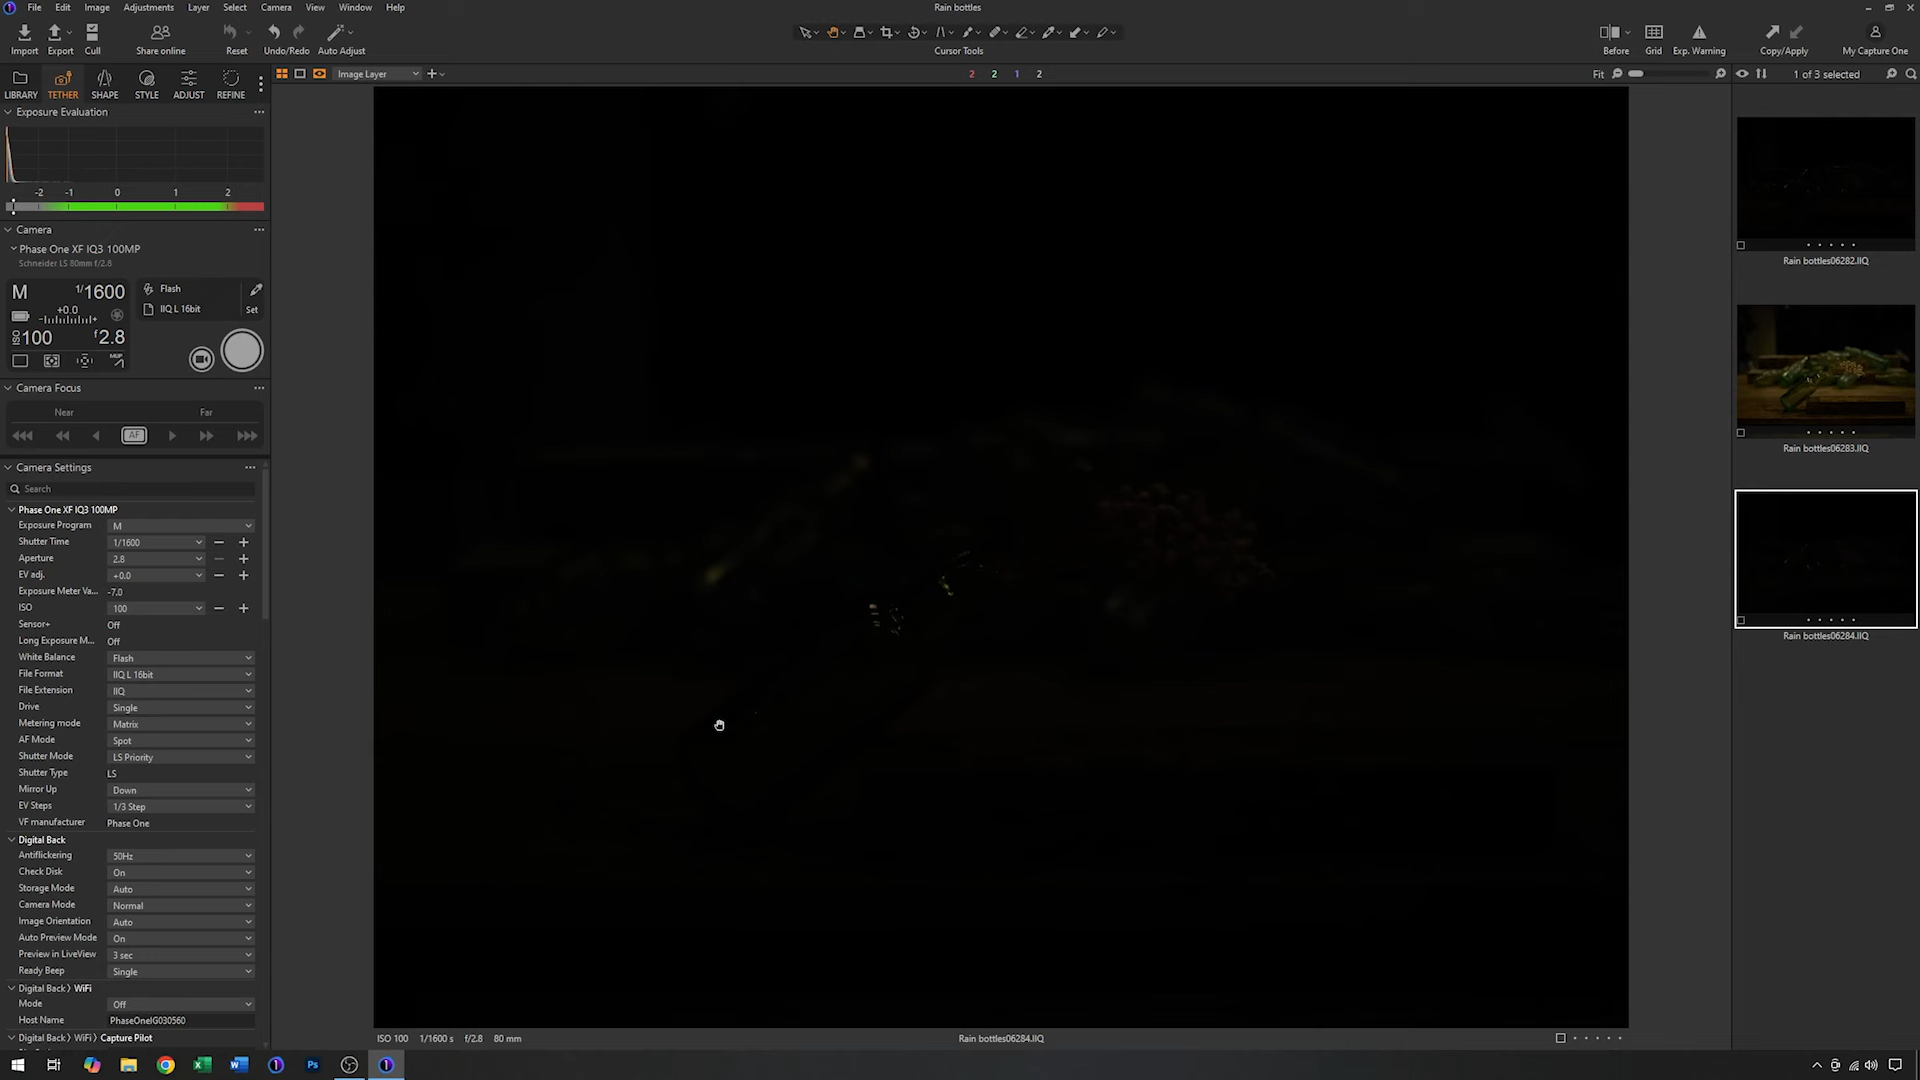 File Edit Image Adjustments Layer Select Camera View Window Help
Rain bottles
Import Export Cull Share online Reset Undo/Redo Auto Adjust
Cursor Tools
Before Grid Exp. Warning Copy/Apply My Capture One
LIBRARY TETHER SHAPE STYLE ADJUST REFINE
Image Layer
2 2 1 2
Fit
1 of 3 selected
Exposure Evaluation
-2 -1 0 1 2
Camera
Phase One XF IQ3 100MP
Schneider LS 80mm f/2.8
M 1/1600
Flash
+0.0
IIQ L 16bit
Set
ISO 100 f 2.8
MUP
Camera Focus
Near Far
AF
Camera Settings
Search
Phase One XF IQ3 100MP
Exposure Program M
Shutter Time 1/1600
Aperture 2.8
EV adj. +0.0
Exposure Meter Va... -7.0
ISO 100
Sensor+ Off
Long Exposure M... Off
White Balance Flash
File Format IIQ L 16bit
File Extension IIQ
Drive Single
Metering mode Matrix
AF Mode Spot
Shutter Mode LS Priority
Shutter Type LS
Mirror Up Down
EV Steps 1/3 Step
VF manufacturer Phase One
Digital Back
Antiflickering 50Hz
Check Disk On
Storage Mode Auto
Camera Mode Normal
Image Orientation Auto
Auto Preview Mode On
Preview in LiveView 3 sec
Ready Beep Single
Digital Back > WiFi
Mode Off
Host Name PhaseOneIG030560
Digital Back > WiFi > Capture Pilot
Rain bottles06282.IIQ
Rain bottles06283.IIQ
Rain bottles06284.IIQ
ISO 100 1/1600 s f/2.8 80 mm
Rain bottles06284.IIQ
Ps